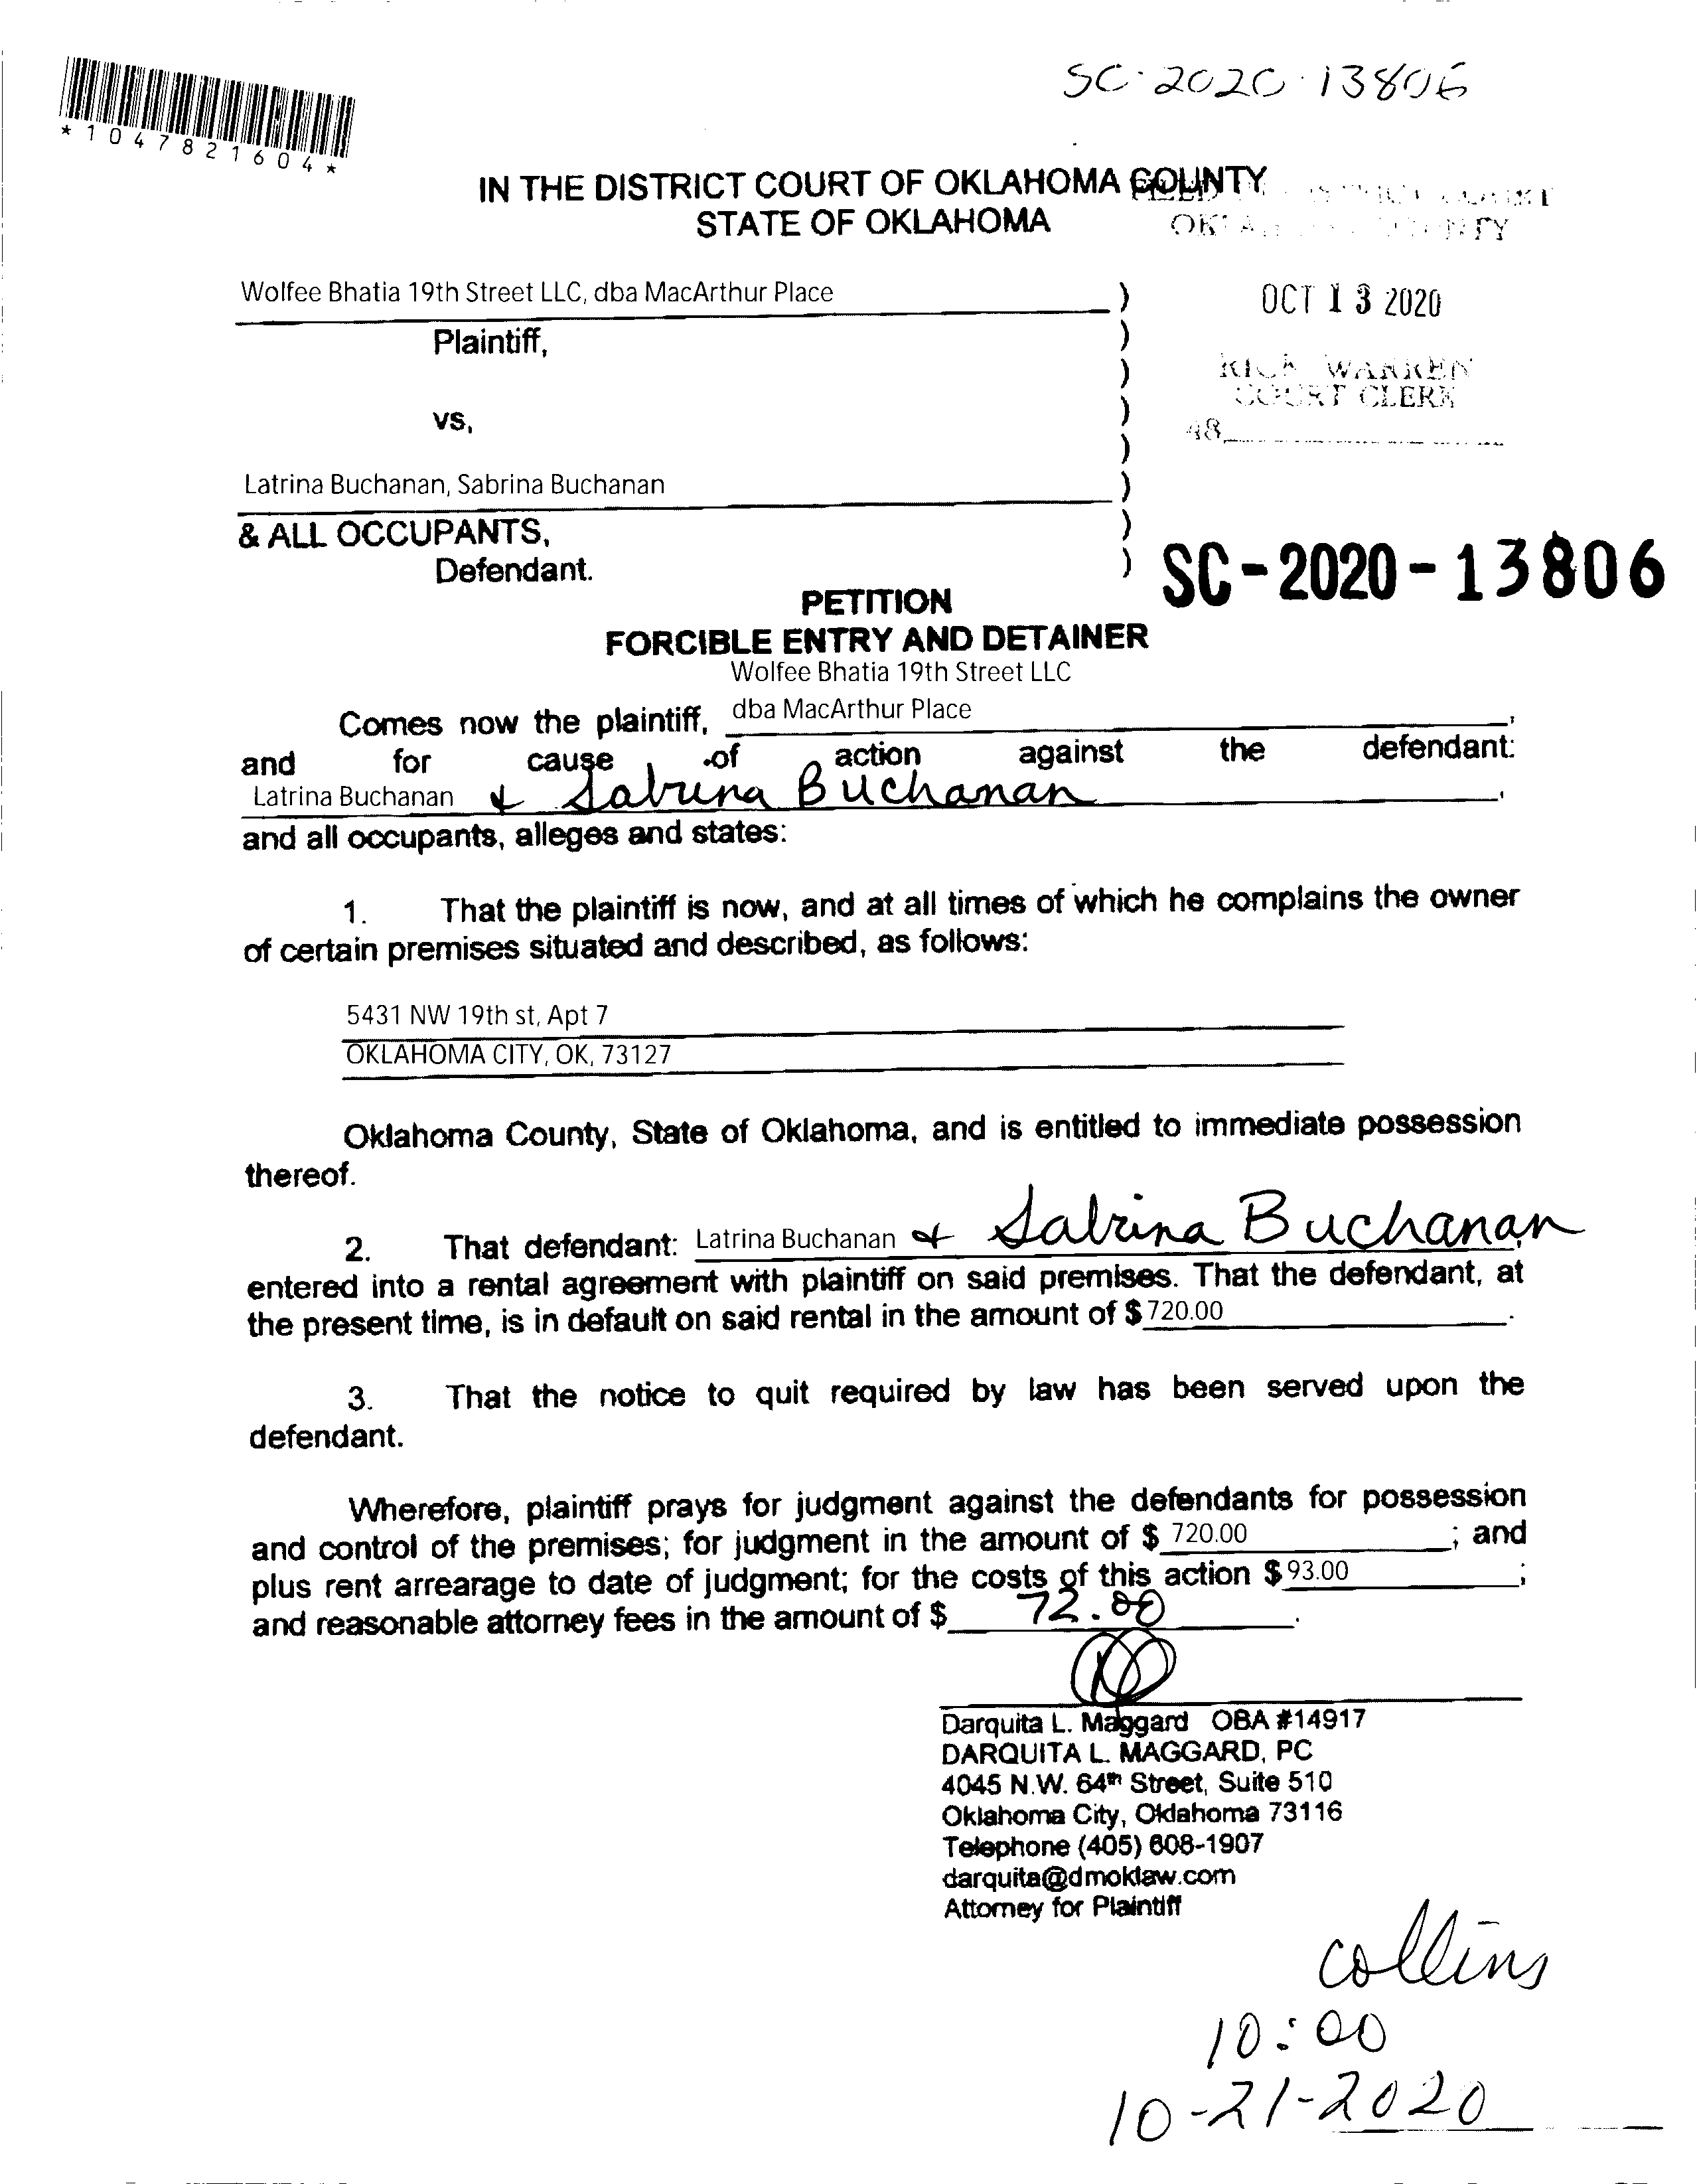 SC-2020-13806
*1047821604*
IN THE DISTRICT COURT OF OKLAHOMA COUNTY
STATE OF OKLAHOMA
FILED COURT
COUNTY
Wolfee Bhatia 19th Street LLC, dba MacArthur Place )
OCT 13 2020
Plaintiff, )
)
RICK WARREN
COURT CLERK
vs, )
48
)
Latrina Buchanan, Sabrina Buchanan )
& ALL OCCUPANTS, )
Defendant. )
SC-2020-13806
PETITION
FORCIBLE ENTRY AND DETAINER
Wolfee Bhatia 19th Street LLC
Comes now the plaintiff, dba MacArthur Place,
and for cause of action against the defendant:
Latrina Buchanan & Sabrina Buchanan,
and all occupants, alleges and states:
1. That the plaintiff is now, and at all times of which he complains the owner
of certain premises situated and described, as follows:
5431 NW 19th st, Apt 7
OKLAHOMA CITY, OK, 73127
Oklahoma County, State of Oklahoma, and is entitled to immediate possession
thereof.
2. That defendant: Latrina Buchanan & Sabrina Buchanan,
entered into a rental agreement with plaintiff on said premises. That the defendant, at
the present time, is in default on said rental in the amount of $720.00.
3. That the notice to quit required by law has been served upon the
defendant.
Wherefore, plaintiff prays for judgment against the defendants for possession
and control of the premises; for judgment in the amount of $ 720.00; and
plus rent arrearage to date of judgment; for the costs of this action $93.00;
and reasonable attorney fees in the amount of $ 72.00.
Darquita L. Maggard OBA #14917
DARQUITA L. MAGGARD, PC
4045 N.W. 64th Street, Suite 510
Oklahoma City, Oklahoma 73116
Telephone (405) 608-1907
darquita@dmoklaw.com
Attorney for Plaintiff
Collins
10:00
10-21-2020